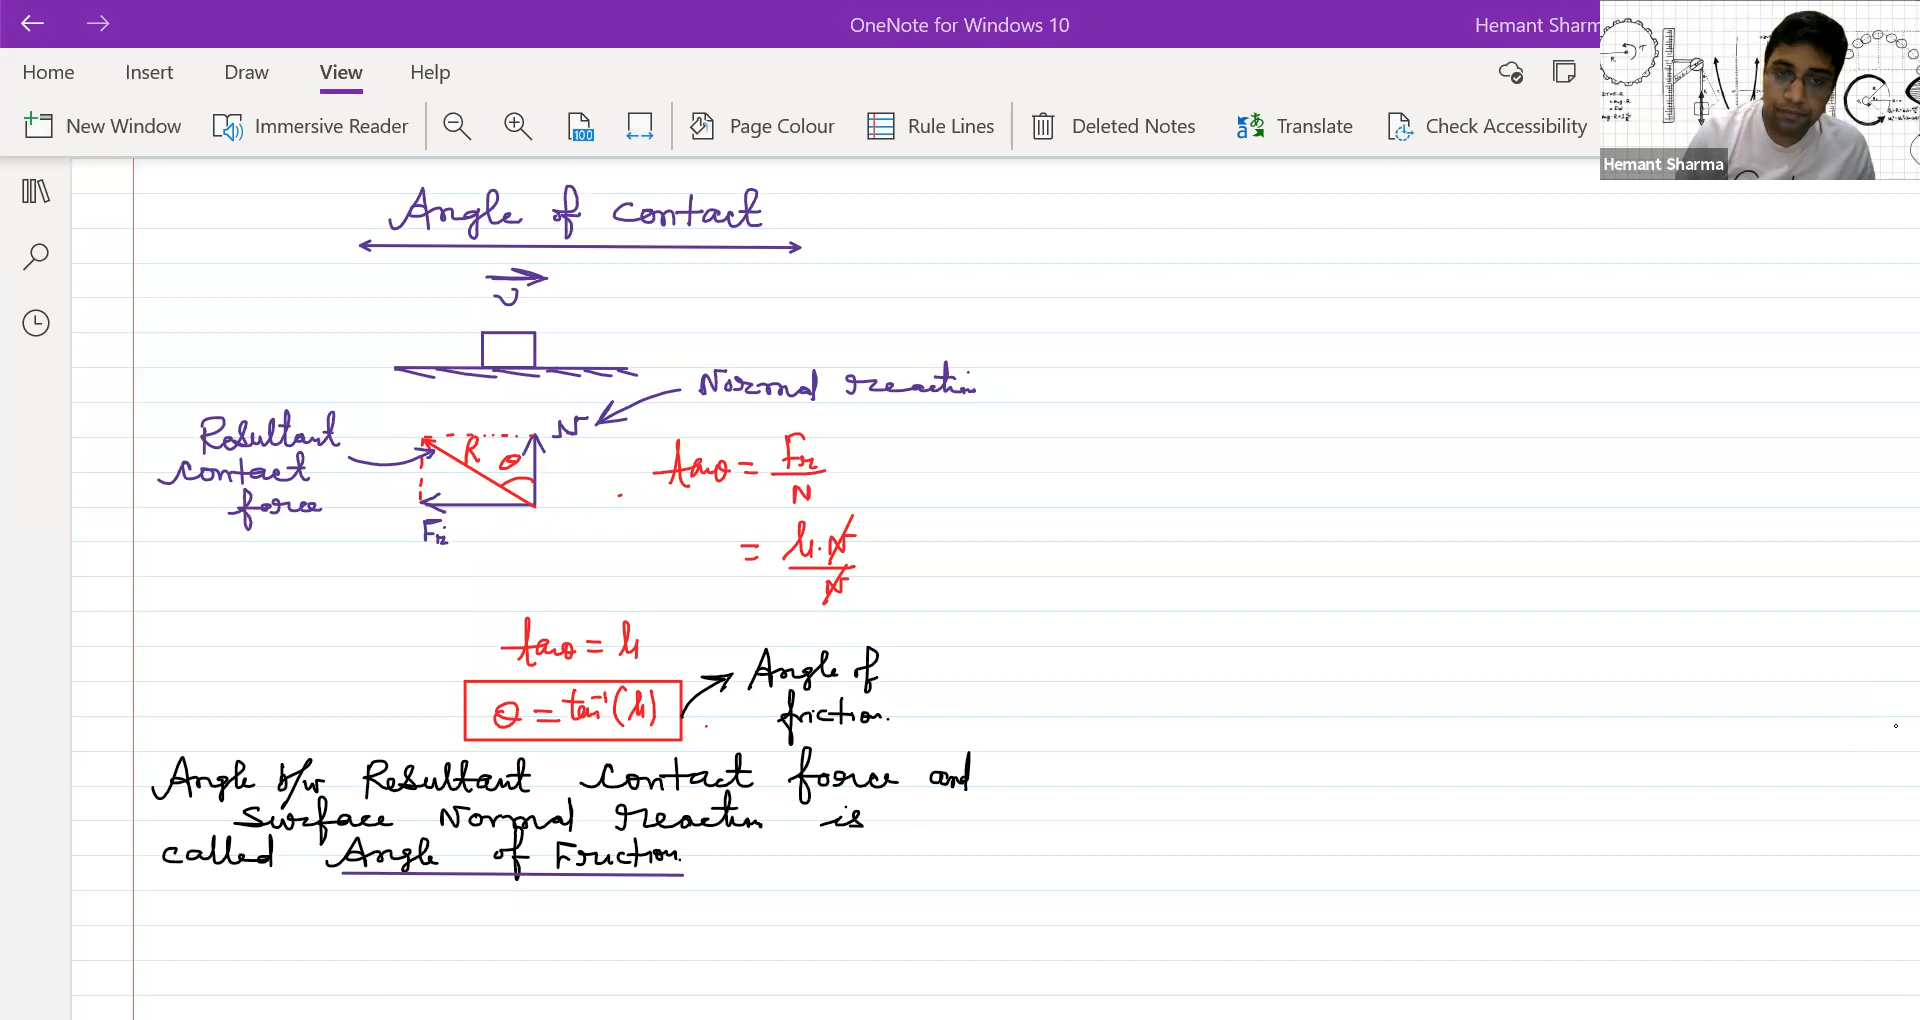 OneNote for Windows 10
Hemant Sharm
Home Insert Draw View Help
New Window Immersive Reader 100 Page Colour Rule Lines Deleted Notes Translate Check Accessibility
Hemant Sharma
Angle of contact
v
Normal reaction
N
Resultant
contact
force
R θ
Fr
tanθ = Fr / N
= μ.N / N
tanθ = μ
θ = tan⁻¹(μ)
Angle of
friction.
Angle b/w Resultant contact force and
surface Normal reaction is
called Angle of Friction.